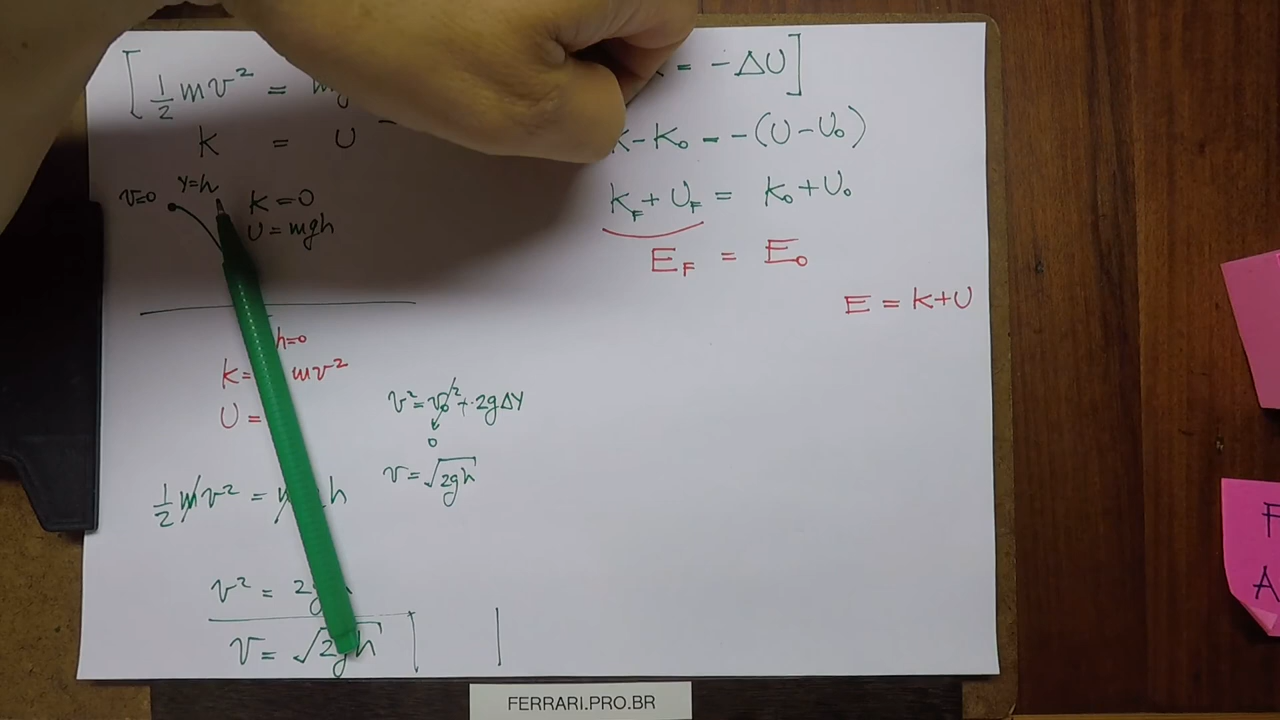 ½mv² = mg
K = U
v=0 y=h K=0
U = mgh
h=0
K= mv²
U =
½mv² = h
v² = 2g
v = √2gh
v² = v₀² + 2gΔY
0
v = √2gh
= -ΔU]
K - K₀ = -(U - U₀)
K_F + U_F = K₀ + U₀
E_F = E₀
E = K+U
F
A
FERRARI.PRO.BR